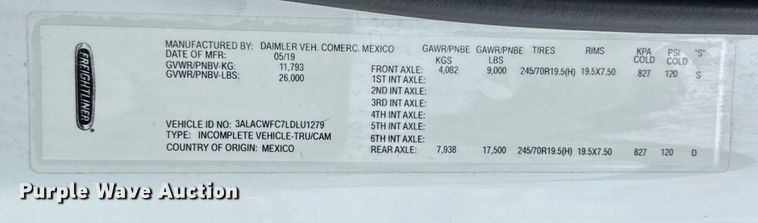 FREIGHTLINER
MANUFACTURED BY: DAIMLER VEH. COMERC. MEXICO
DATE OF MFR: 05/19
GVWR/PNBV-KG: 11,793
GVWR/PNBV-LBS: 26,000
VEHICLE ID NO: 3ALACWFC7LDLU1279
TYPE: INCOMPLETE VEHICLE-TRU/CAM
COUNTRY OF ORIGIN: MEXICO
GAWR/PNBE KGS GAWR/PNBE LBS TIRES RIMS KPA COLD PSI COLD "S"
FRONT AXLE: 4,082 9,000 245/70R19.5(H) 19.5X7.50 827 120 S
1ST INT AXLE:
2ND INT AXLE:
3RD INT AXLE:
4TH INT AXLE:
5TH INT AXLE:
6TH INT AXLE:
REAR AXLE: 7,938 17,500 245/70R19.5(H) 19.5X7.50 827 120 D
Purple Wave Auction